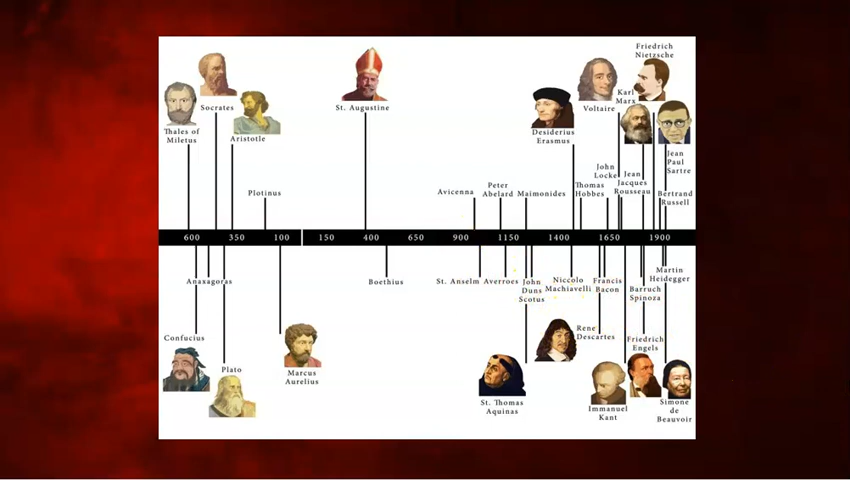 Friedrich
Nietzsche
Karl
Marx
Socrates
St. Augustine
Voltaire
Thales of
Miletus
Aristotle
Desiderius
Erasmus
Jean
Paul
Sartre
John
Locke
Jean
Jacques
Rousseau
Plotinus
Avicenna
Peter
Abelard
Maimonides
Thomas
Hobbes
Bertrand
Russell
600 350 100 150 400 650 900 1150 1400 1650 1900
Anaxagoras
Boethius
St. Anselm
Averroes
John
Duns
Scotus
Niccolo
Machiavelli
Francis
Bacon
Martin
Heidegger
Barruch
Spinoza
Confucius
Plato
Marcus
Aurelius
Rene
Descartes
Friedrich
Engels
St. Thomas
Aquinas
Immanuel
Kant
Simone
de
Beauvoir